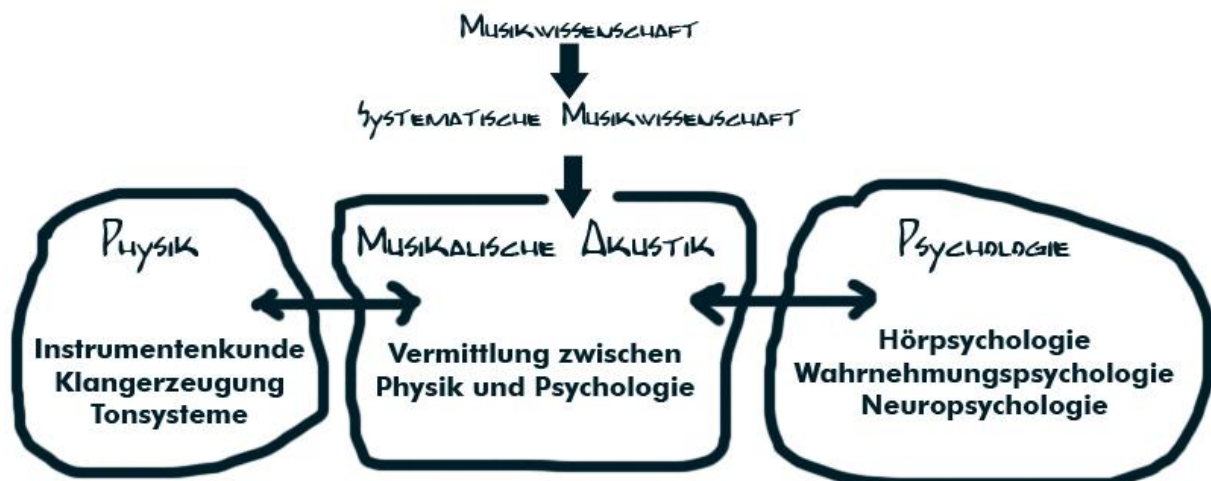 Musikwissenschaft
Systematische Musikwissenschaft
Physik
Instrumentenkunde
Klangerzeugung
Tonsysteme
Musikalische Akustik
Vermittlung zwischen
Physik und Psychologie
Psychologie
Hörpsychologie
Wahrnehmungspsychologie
Neuropsychologie